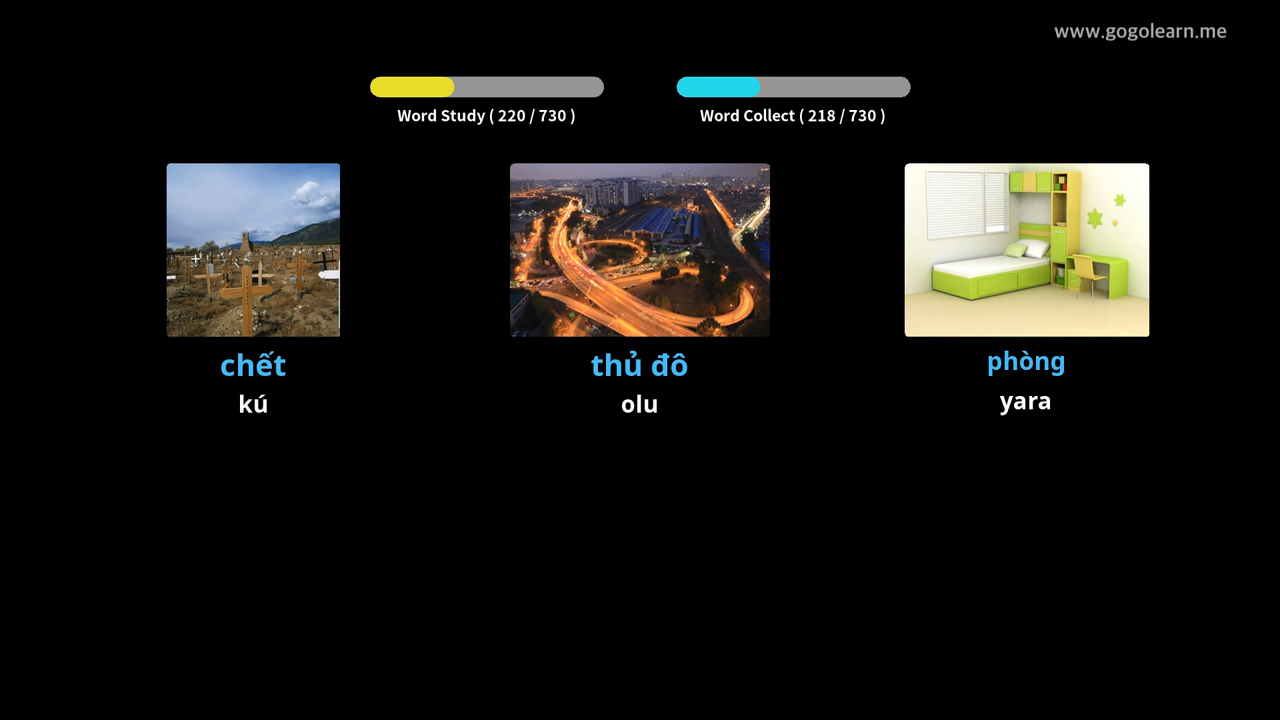 www.gogolearn.me
Word Study ( 220 / 730 )
Word Collect ( 218 / 730 )
chết
kú
thủ đô
olu
phòng
yara